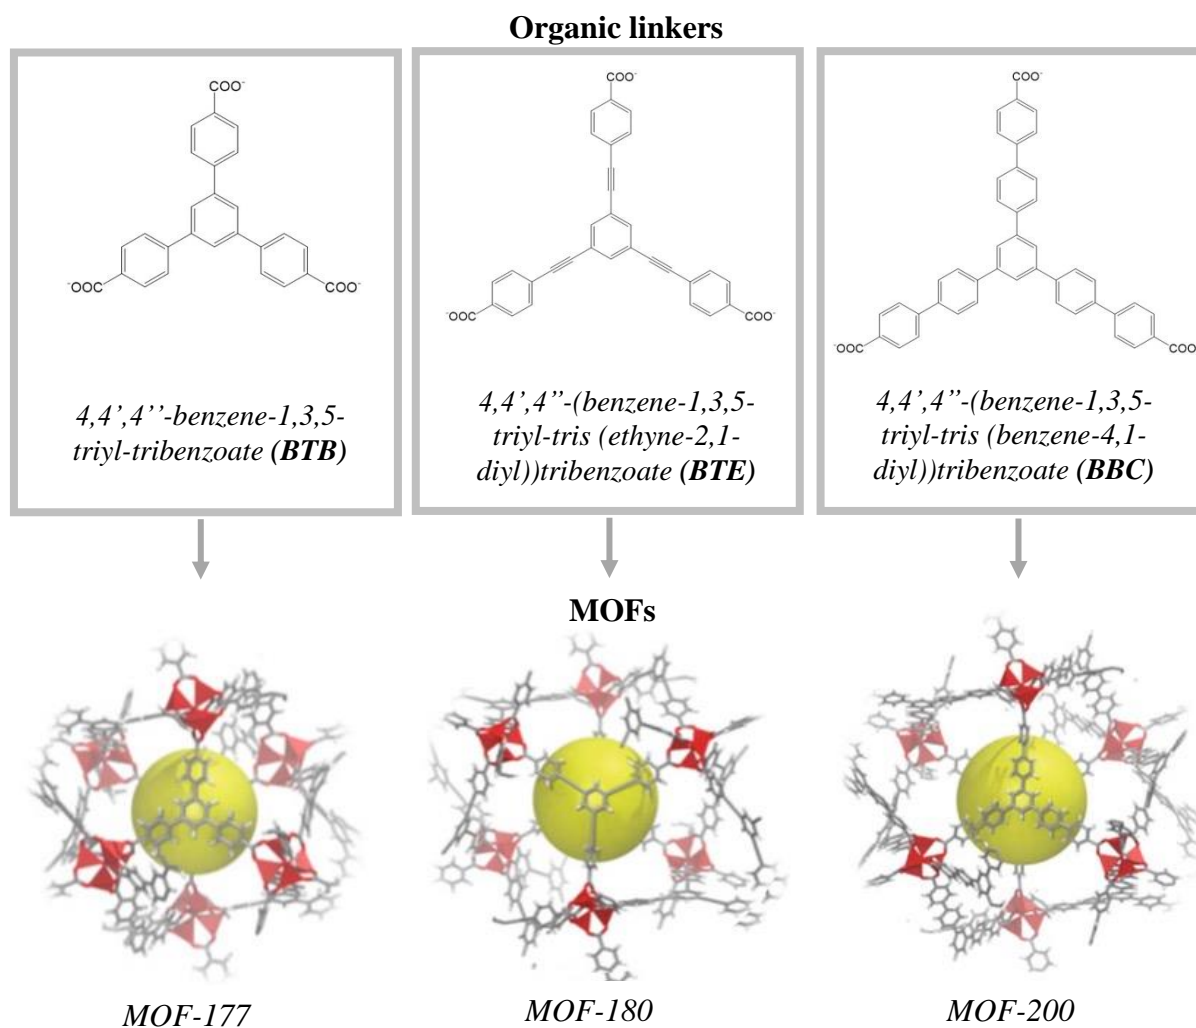 Organic linkers
COO⁻
⁻OOC
COO⁻
4,4',4''-benzene-1,3,5-
triyl-tribenzoate (BTB)
COO⁻
⁻OOC
COO⁻
4,4',4”-(benzene-1,3,5-
triyl-tris (ethyne-2,1-
diyl))tribenzoate (BTE)
COO⁻
⁻OOC
COO⁻
4,4',4”-(benzene-1,3,5-
triyl-tris (benzene-4,1-
diyl))tribenzoate (BBC)
MOFs
MOF-177
MOF-180
MOF-200